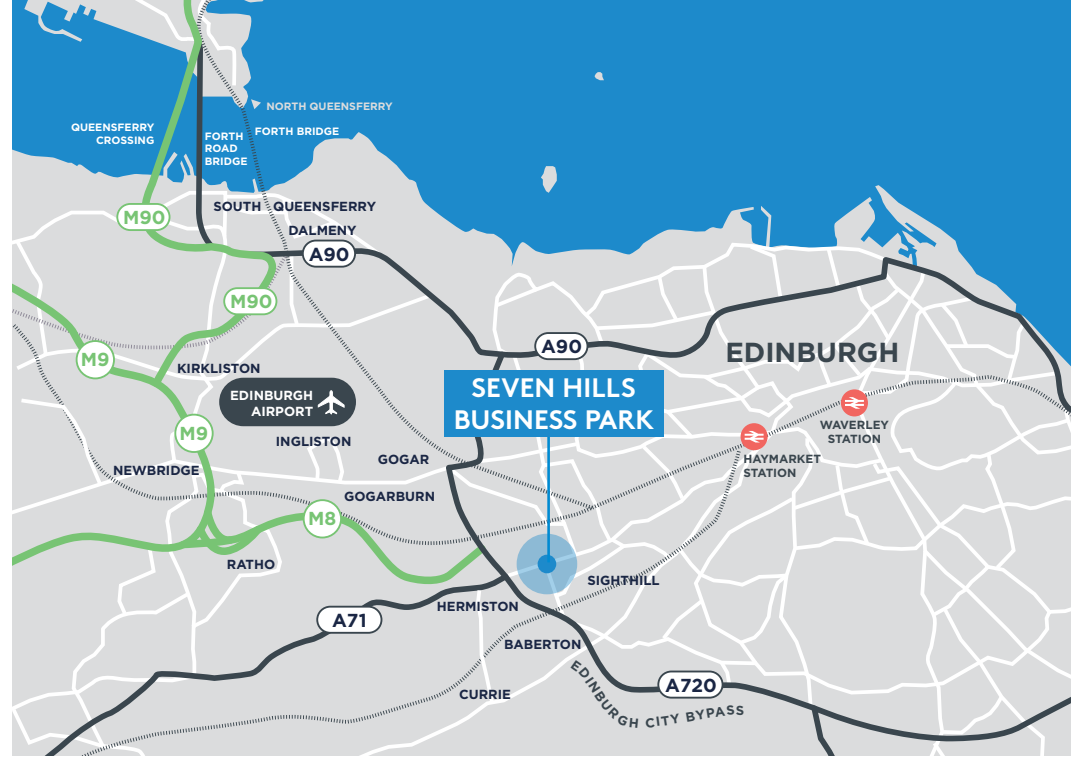 NORTH QUEENSFERRY
QUEENSFERRY
CROSSING
FORTH
ROAD
BRIDGE
FORTH BRIDGE
M90
SOUTH QUEENSFERRY
DALMENY
A90
M90
A90
M9
KIRKLISTON
EDINBURGH
EDINBURGH
AIRPORT
SEVEN HILLS
BUSINESS PARK
M9
INGLISTON
WAVERLEY
STATION
NEWBRIDGE
GOGAR
HAYMARKET
STATION
GOGARBURN
M8
RATHO
SIGHTHILL
HERMISTON
A71
BABERTON
CURRIE
A720
EDINBURGH CITY BYPASS